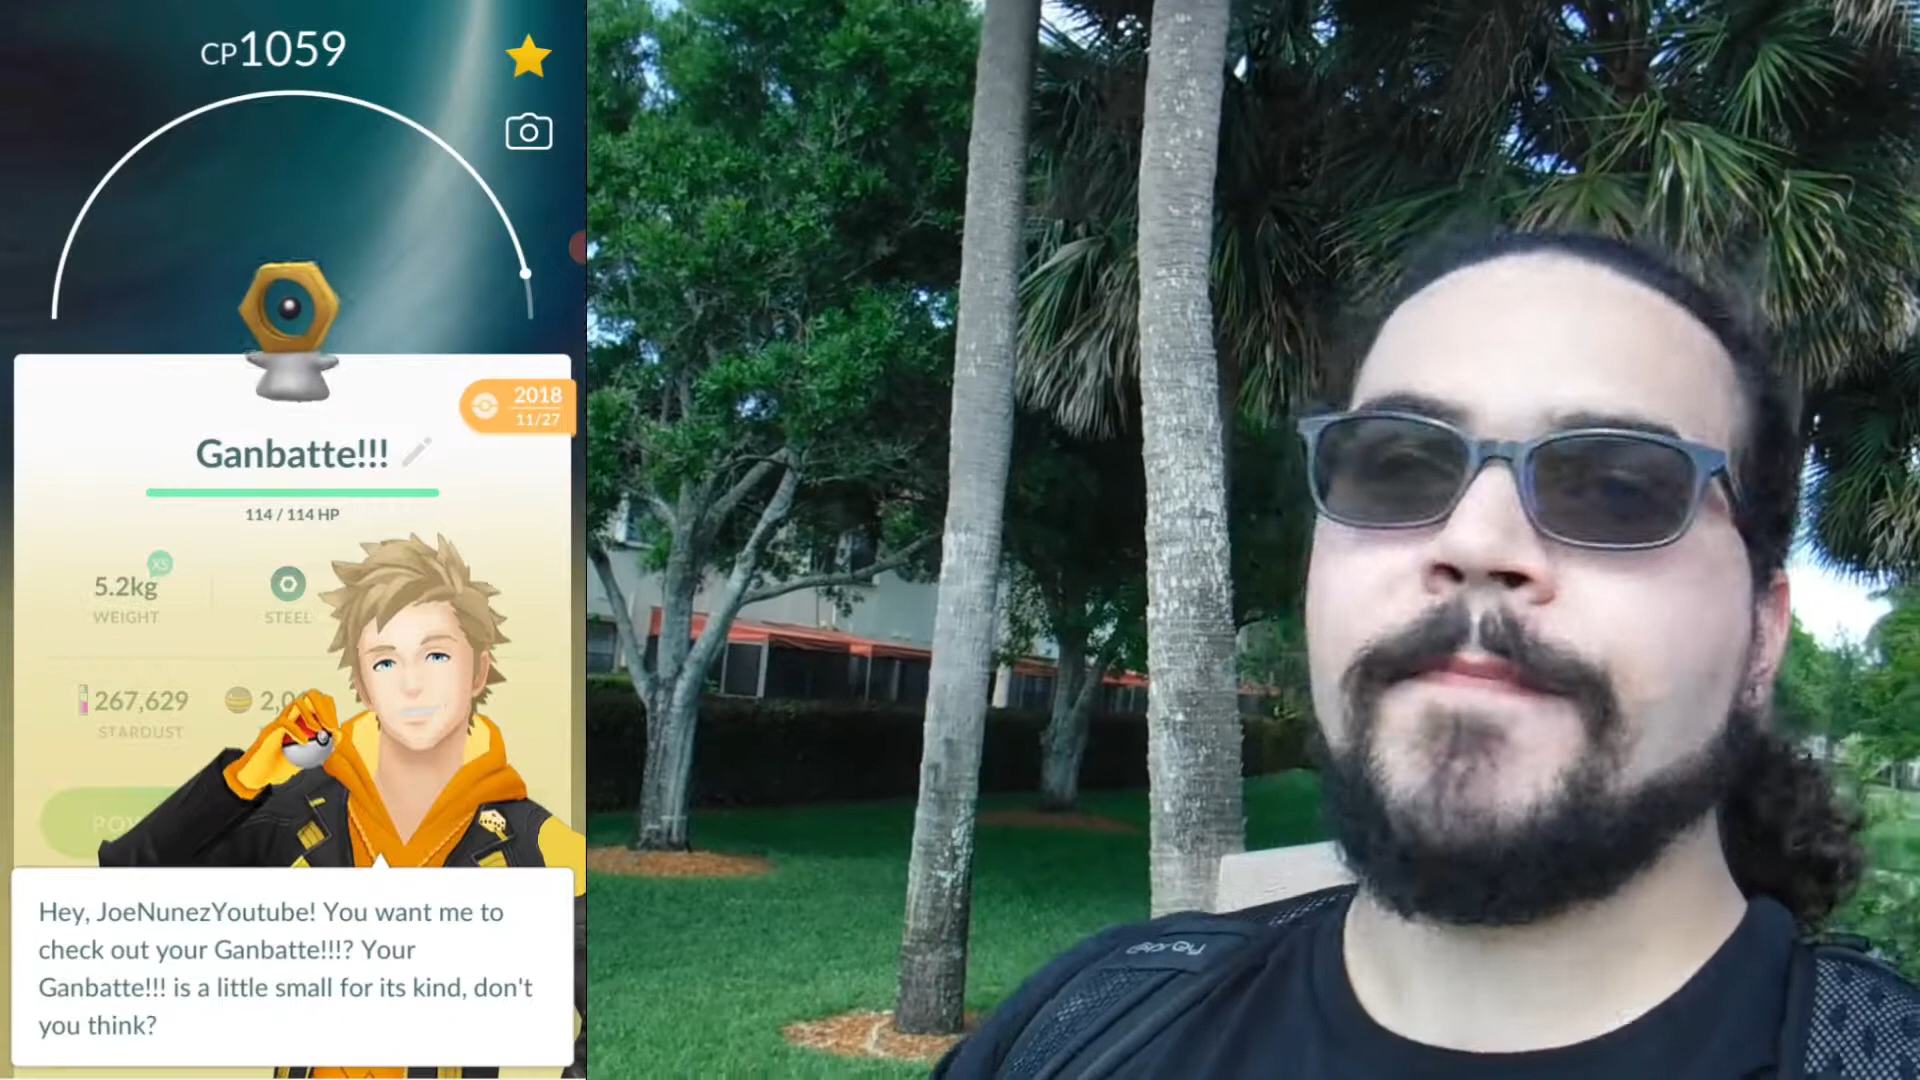 CP1059
2018
11/27
Ganbatte!!!
114 / 114 HP
XS
5.2kg
WEIGHT
STEEL
267,629
STARDUST
Hey, JoeNunezYoutube! You want me to
check out your Ganbatte!!!? Your
Ganbatte!!! is a little small for its kind, don't
you think?
osprey